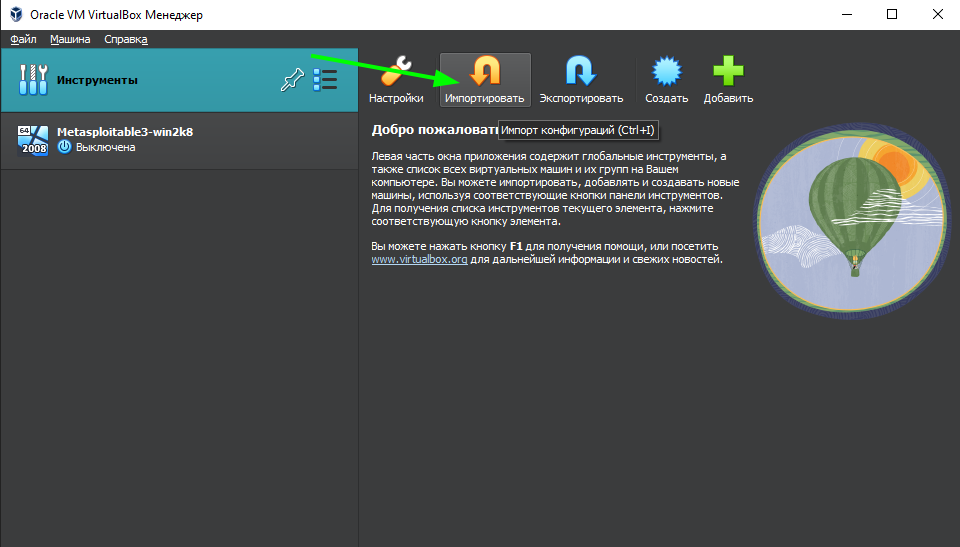 Oracle VM VirtualBox Менеджер
Файл Машина Справка
Инструменты
Настройки Импортировать Экспортировать Создать Добавить
64
2008
Metasploitable3-win2k8
Выключена
Добро пожаловат
Импорт конфигураций (Ctrl+I)
Левая часть окна приложения содержит глобальные инструменты, а
также список всех виртуальных машин и их групп на Вашем
компьютере. Вы можете импортировать, добавлять и создавать новые
машины, используя соответствующие кнопки панели инструментов.
Для получения списка инструментов текущего элемента, нажмите
соответствующую кнопку элемента.
Вы можете нажать кнопку F1 для получения помощи, или посетить
www.virtualbox.org для дальнейшей информации и свежих новостей.